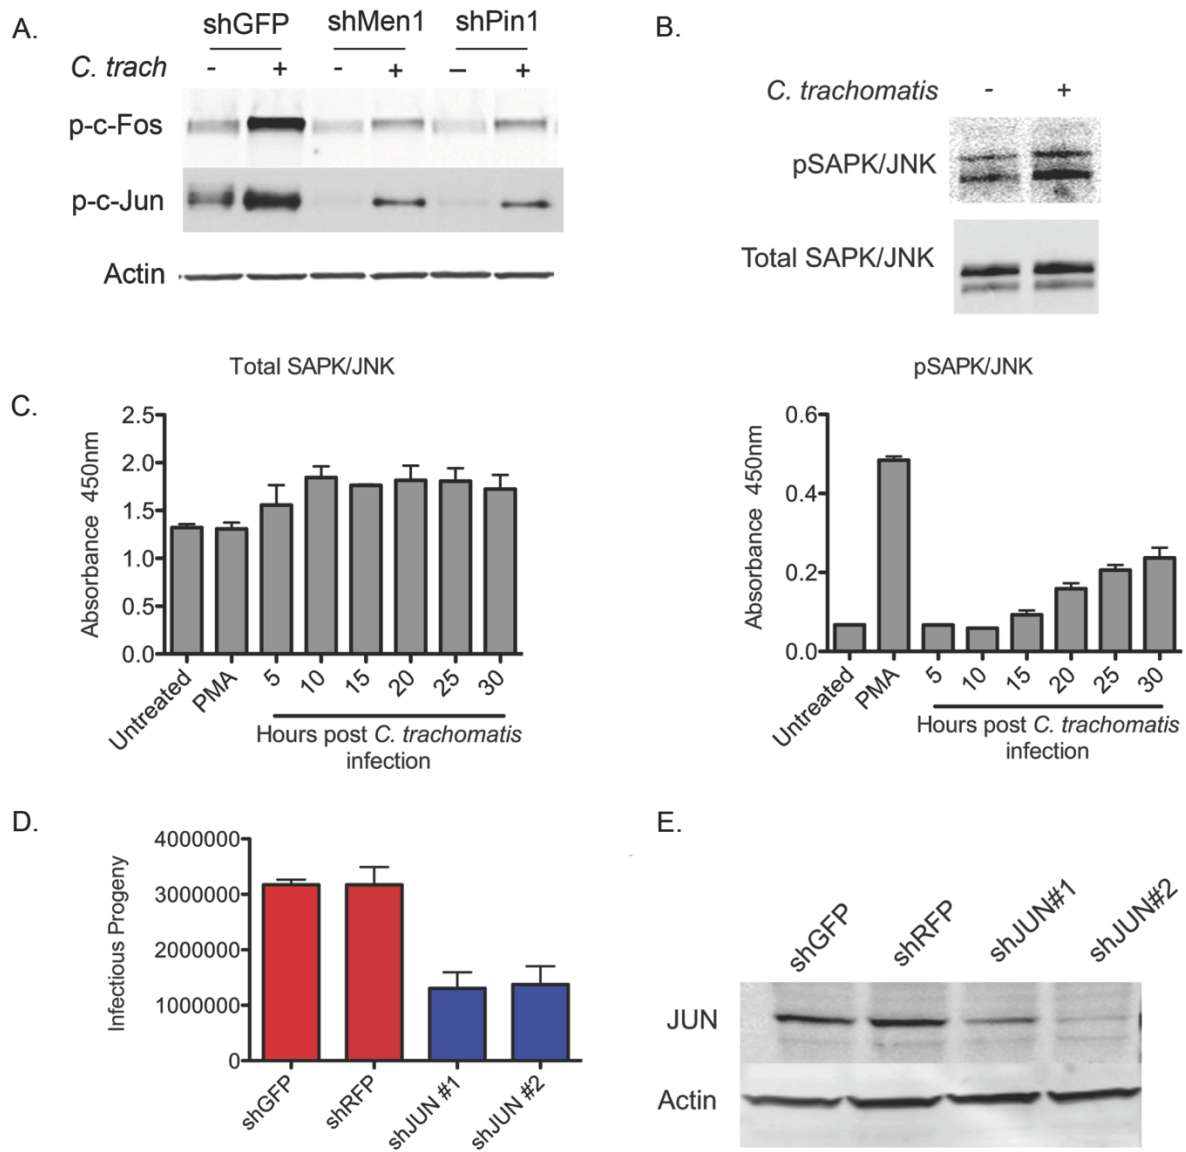 A.
shGFP shMen1 shPin1
C. trach - + - + – +
p-c-Fos
p-c-Jun
Actin
B.
C. trachomatis - +
pSAPK/JNK
Total SAPK/JNK
C.
Total SAPK/JNK
Absorbance 450nm
2.5
2.0
1.5
1.0
0.5
0.0
Untreated PMA 5 10 15 20 25 30
Hours post C. trachomatis
infection
pSAPK/JNK
Absorbance 450nm
0.6
0.4
0.2
0.0
Untreated PMA 5 10 15 20 25 30
Hours post C. trachomatis
infection
D.
Infectious Progeny
4000000
3000000
2000000
1000000
0
shGFP shRFP shJUN #1 shJUN #2
E.
shGFP shRFP shJUN#1 shJUN#2
JUN
Actin